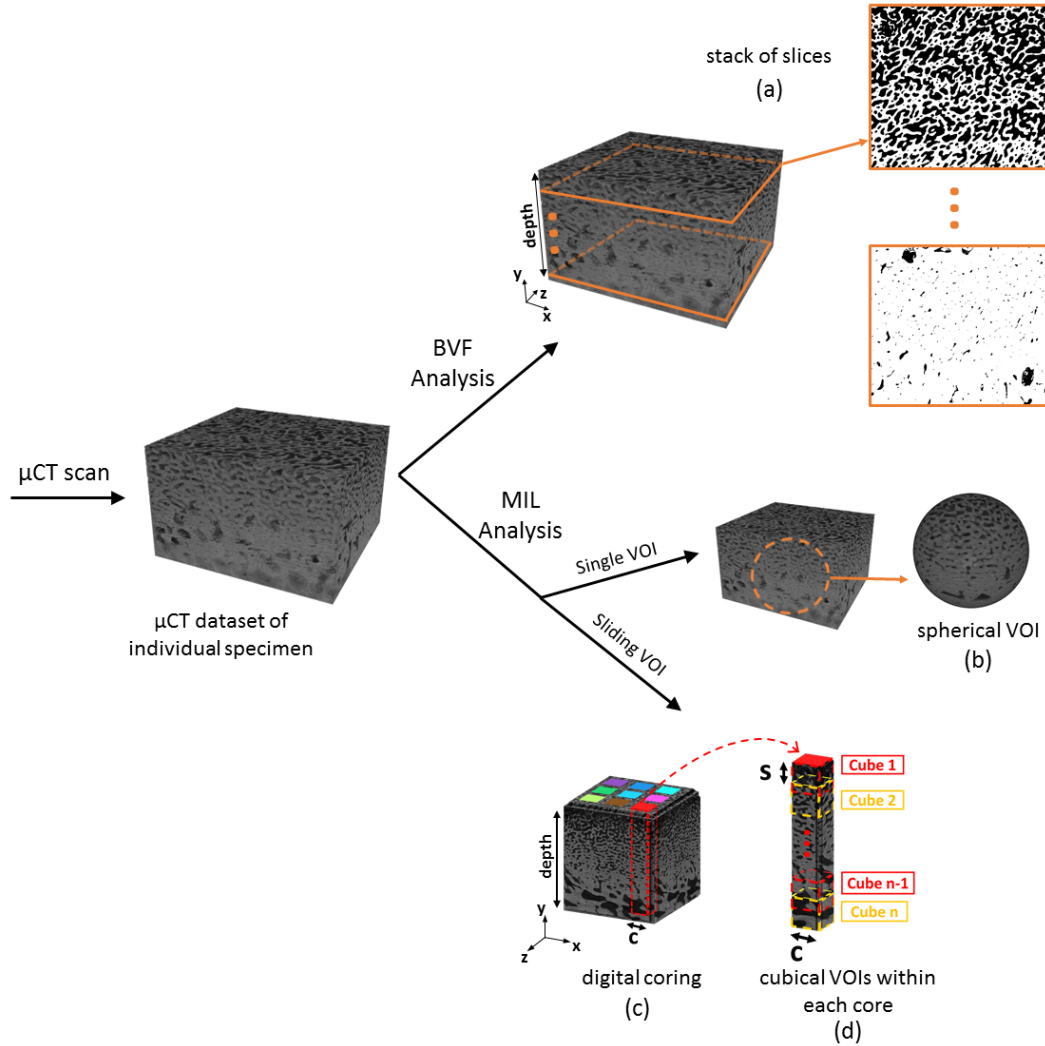 stack of slices
(a)
depth
y
z
x
BVF
Analysis
µCT scan
MIL
Analysis
Single VOI
µCT dataset of
individual specimen
Sliding VOI
spherical VOI
(b)
S
Cube 1
Cube 2
depth
Cube n-1
Cube n
y
x
z
C
C
digital coring
(c)
cubical VOIs within
each core
(d)